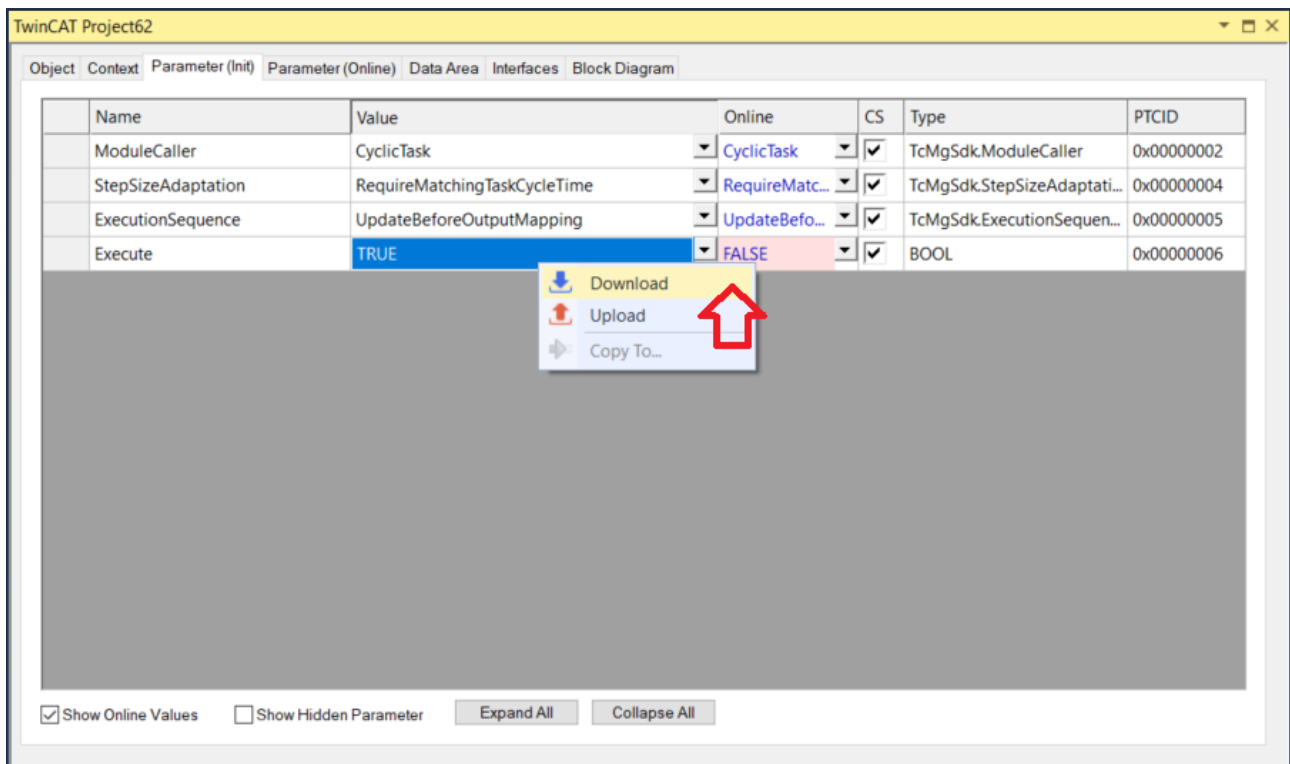 TwinCAT Project62
Object Context Parameter (Init) Parameter (Online) Data Area Interfaces Block Diagram
Name Value Online CS Type PTCID
ModuleCaller CyclicTask CyclicTask TcMgSdk.ModuleCaller 0x00000002
StepSizeAdaptation RequireMatchingTaskCycleTime RequireMatc... TcMgSdk.StepSizeAdaptati... 0x00000004
ExecutionSequence UpdateBeforeOutputMapping UpdateBefo... TcMgSdk.ExecutionSequen... 0x00000005
Execute TRUE FALSE BOOL 0x00000006
Download
Upload
Copy To...
Show Online Values Show Hidden Parameter Expand All Collapse All